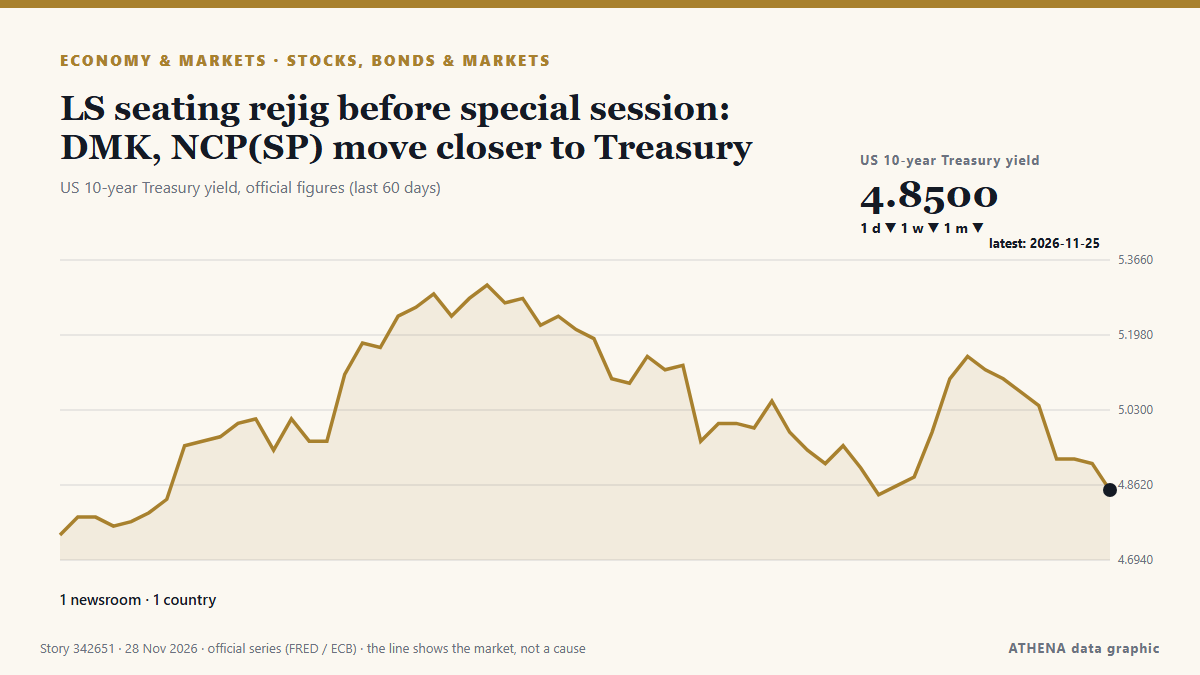 ECONOMY & MARKETS · STOCKS, BONDS & MARKETS
LS seating rejig before special session:
DMK, NCP(SP) move closer to Treasury
US 10-year Treasury yield, official figures (last 60 days)
US 10-year Treasury yield
4.8500
1 d ▼ 1 w ▼ 1 m ▼
latest: 2026-11-25
5.3660
5.1980
5.0300
4.8620
4.6940
1 newsroom · 1 country
Story 342651 · 28 Nov 2026 · official series (FRED / ECB) · the line shows the market, not a cause
ATHENA data graphic